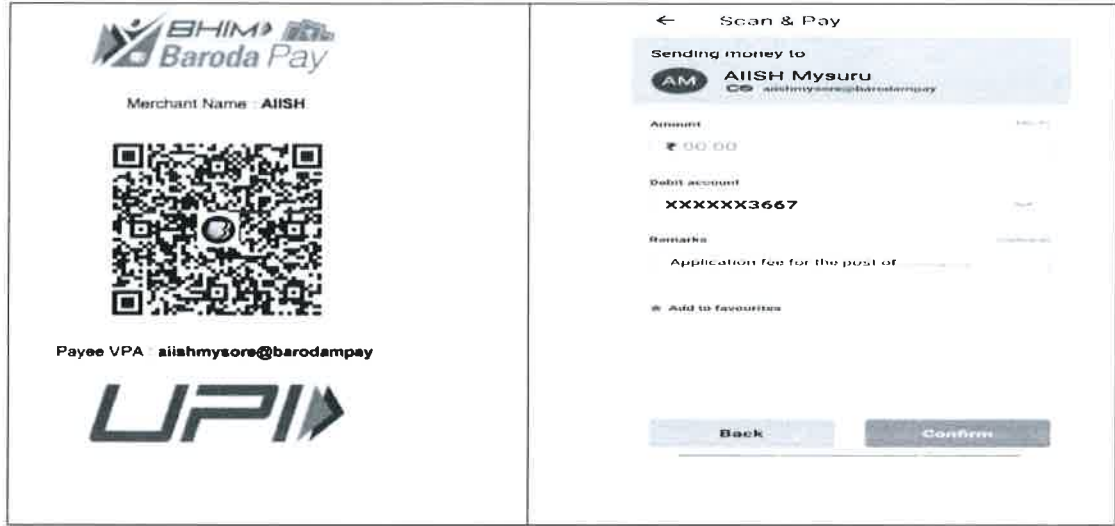 BHIM
Baroda Pay
Merchant Name : AIISH
Payee VPA : aiishmysore@barodampay
UPI
← Scan & Pay
Sending money to
AM
AIISH Mysuru
aiishmysore@barodampay
Amount
₹ 00.00
Debit account
XXXXXX3667
Remarks
Application fee for the post of
Add to favourites
Back
Confirm